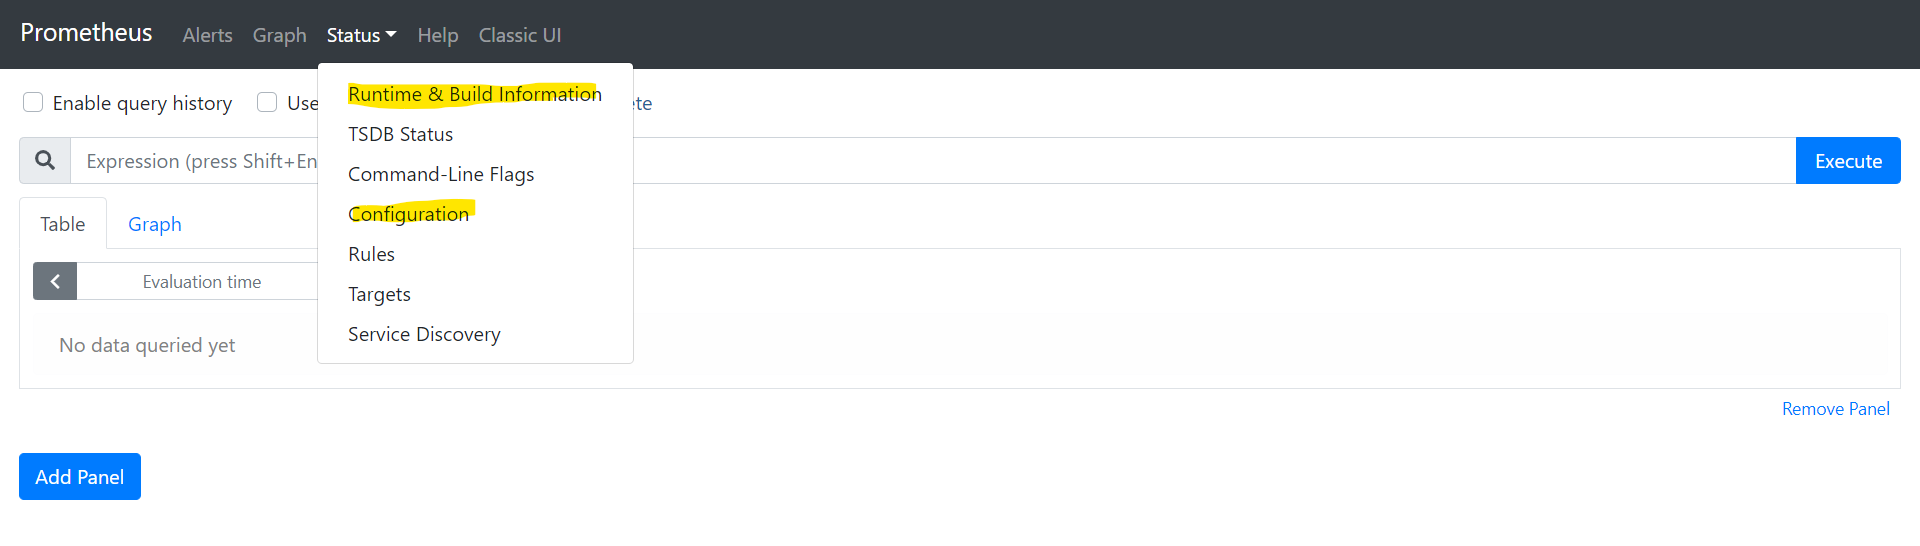 Prometheus Alerts Graph Status Help Classic UI
Enable query history Use
Runtime & Build Information
TSDB Status
Command-Line Flags
Configuration
Rules
Targets
Service Discovery
Expression (press Shift+En
Execute
Table Graph
Evaluation time
No data queried yet
Remove Panel
Add Panel